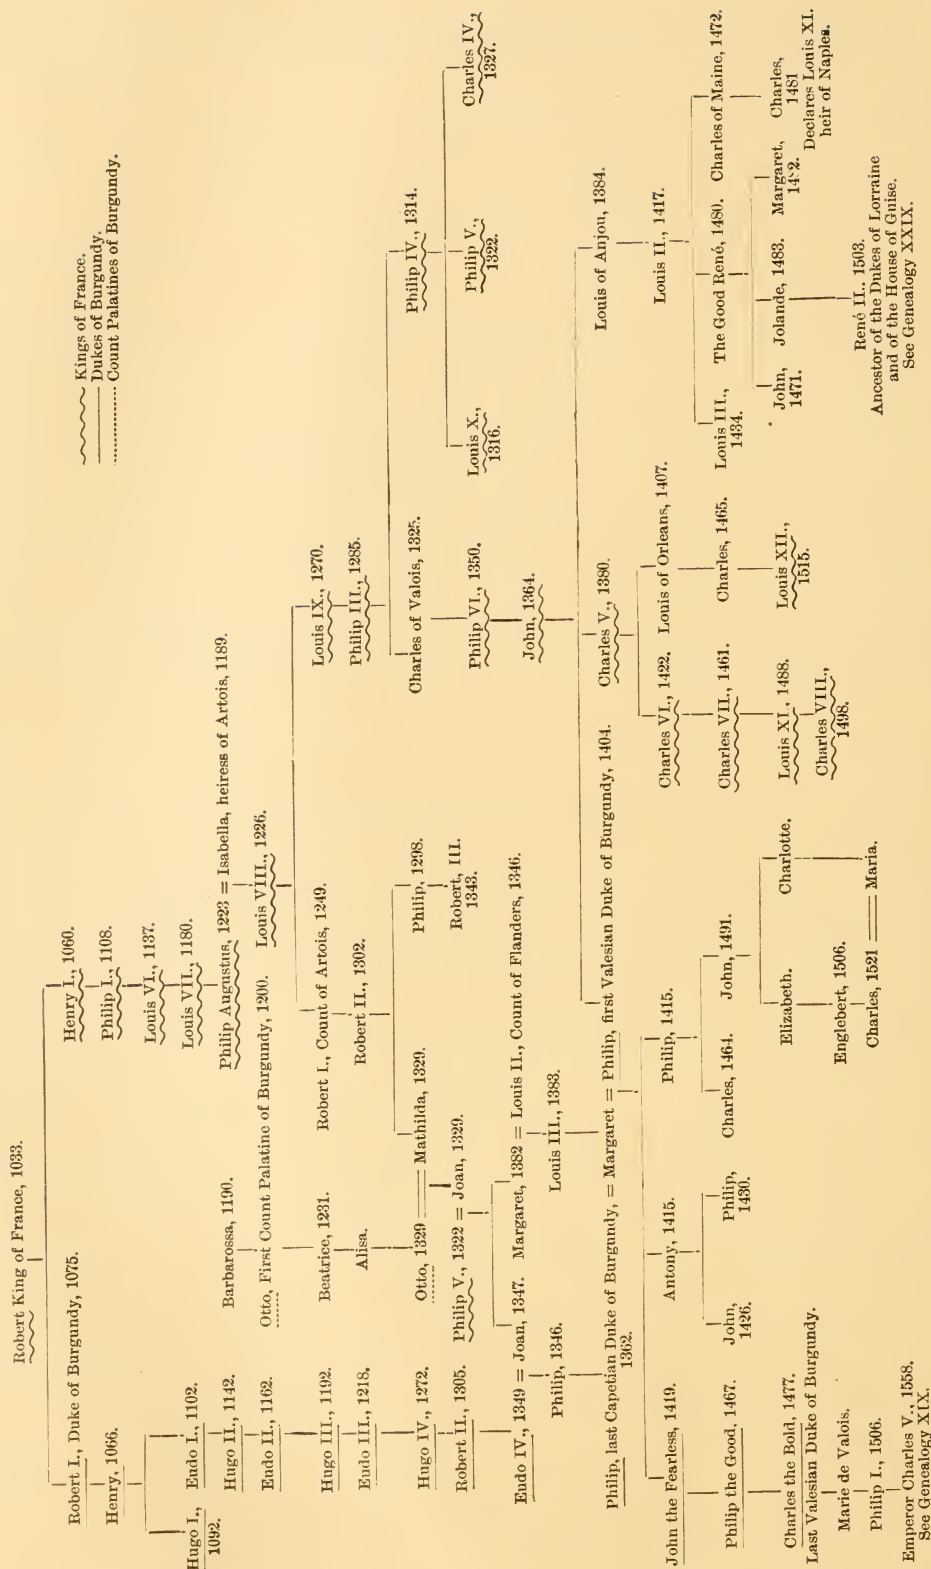 Robert King of France, 1033.
Kings of France.
Dukes of Burgundy.
Count Palatines of Burgundy.
Robert I., Duke of Burgundy, 1075.
Henry I., 1060.
Henry, 1066.
Philip I., 1108.
Louis VI., 1137.
Louis VII., 1180.
Hugo I.,
1092.
Eudo I., 1102.
Hugo II., 1142.
Barbarossa, 1190.
Philip Augustus, 1223 = Isabella, heiress of Artois, 1189.
Eudo II., 1162.
Otto, First Count Palatine of Burgundy, 1200.
Louis VIII., 1226.
Hugo III., 1192.
Beatrice, 1231.
Robert I., Count of Artois, 1249.
Louis IX., 1270.
Eudo III., 1218.
Alisa.
Robert II., 1302.
Philip III., 1285.
Hugo IV., 1272.
Otto, 1329 = Mathilda, 1329.
Philip, 1298.
Charles of Valois, 1325.
Philip IV., 1314.
Robert II., 1305.
Philip V., 1322 = Joan, 1329.
Robert, III.
1343.
Philip VI., 1350.
Louis X.,
1316.
Philip V.,
1322.
Charles IV.,
1327.
Eudo IV., 1349 = Joan, 1347.
Margaret, 1382 = Louis II., Count of Flanders, 1346.
John, 1364.
Philip, 1346.
Louis III., 1383.
Philip, last Capetian Duke of Burgundy, = Margaret = Philip, first Valesian Duke of Burgundy, 1404.
1362.
Charles V., 1380.
Louis of Anjou, 1384.
John the Fearless, 1419.
Antony, 1415.
Philip, 1415.
Charles VI., 1422.
Louis of Orleans, 1407.
Louis II., 1417.
Philip the Good, 1467.
John,
1426.
Philip,
1430.
Charles, 1464.
John, 1491.
Charles VII., 1461.
Charles, 1465.
Louis III.,
1434.
The Good René, 1480.
Charles of Maine, 1472.
Charles the Bold, 1477.
Last Valesian Duke of Burgundy.
Elizabeth.
Charlotte.
Louis XI., 1488.
Louis XII.,
1515.
John,
1471.
Jolande, 1483.
Margaret,
Charles,
1481
Declares Louis XI.
heir of Naples.
Marie de Valois.
Englebert, 1506.
Charles VIII.,
1498.
Philip I., 1506.
Charles, 1521 = Maria.
René II., 1503.
Ancestor of the Dukes of Lorraine
and of the House of Guise.
See Genealogy XXIX.
Emperor Charles V., 1558.
See Genealogy XIX.